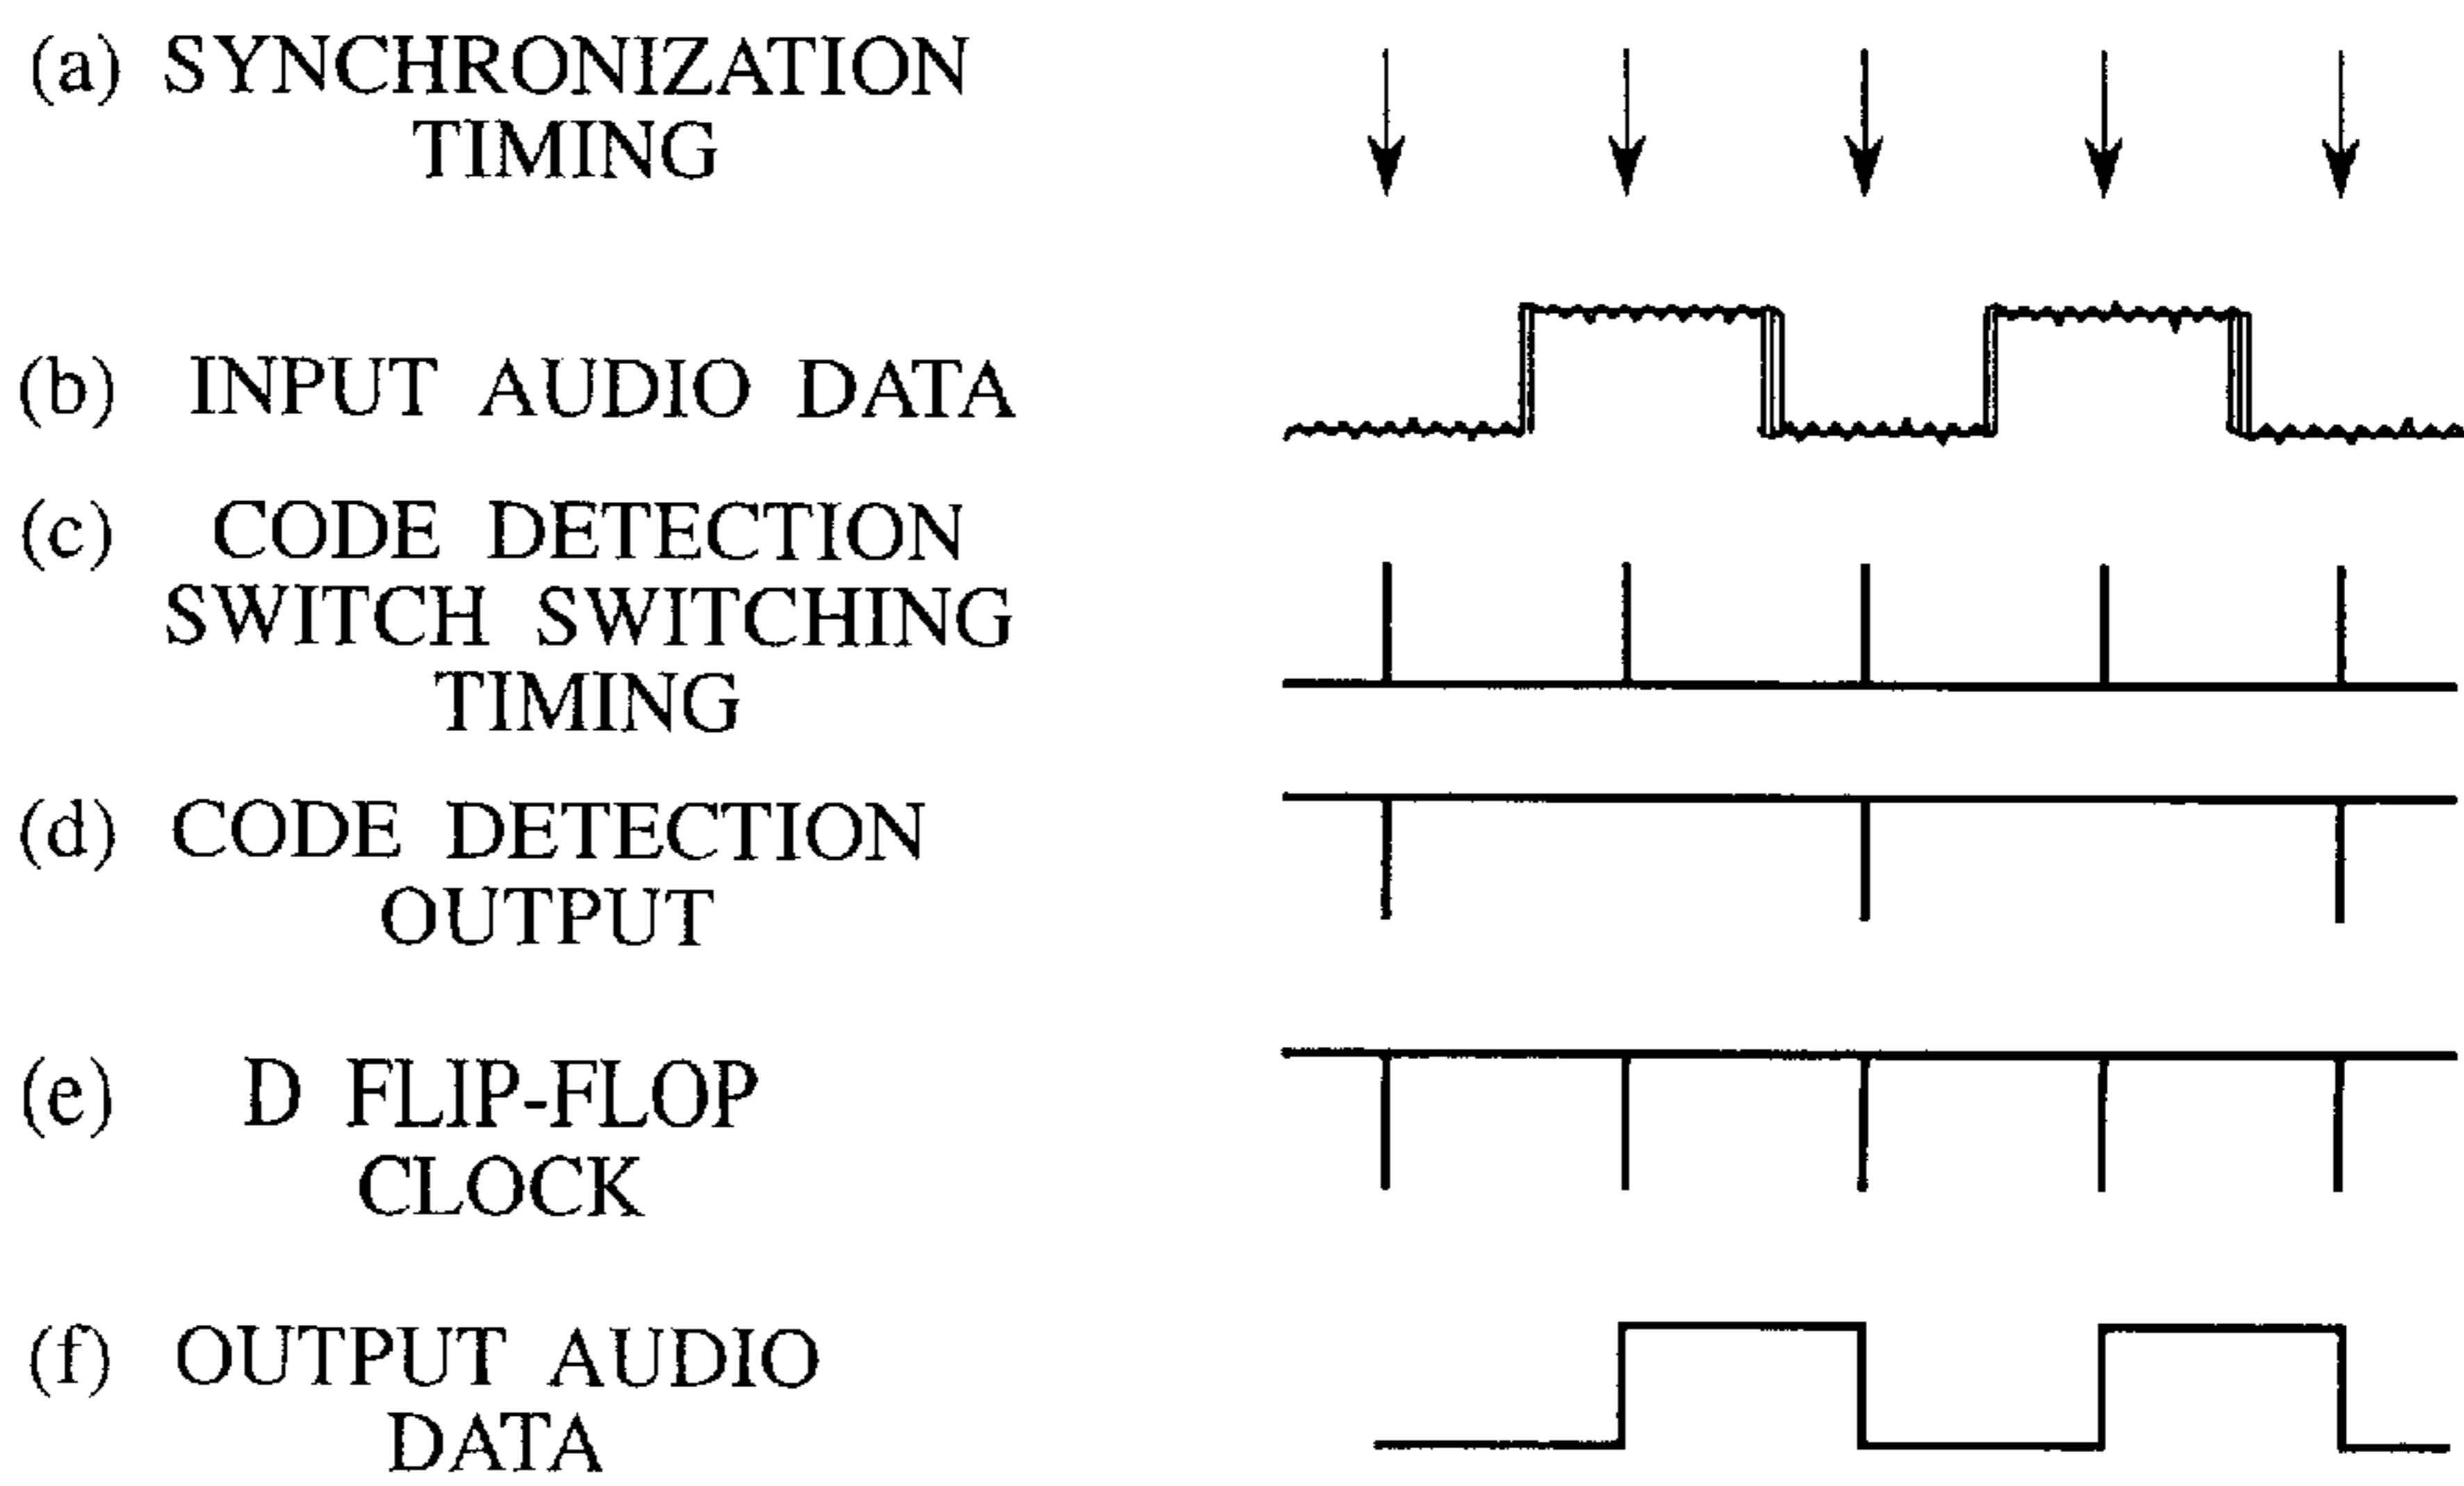 (a) SYNCHRONIZATION
TIMING
(b) INPUT AUDIO DATA
(c) CODE DETECTION
SWITCH SWITCHING
TIMING
(d) CODE DETECTION
OUTPUT
(e) D FLIP-FLOP
CLOCK
(f) OUTPUT AUDIO
DATA